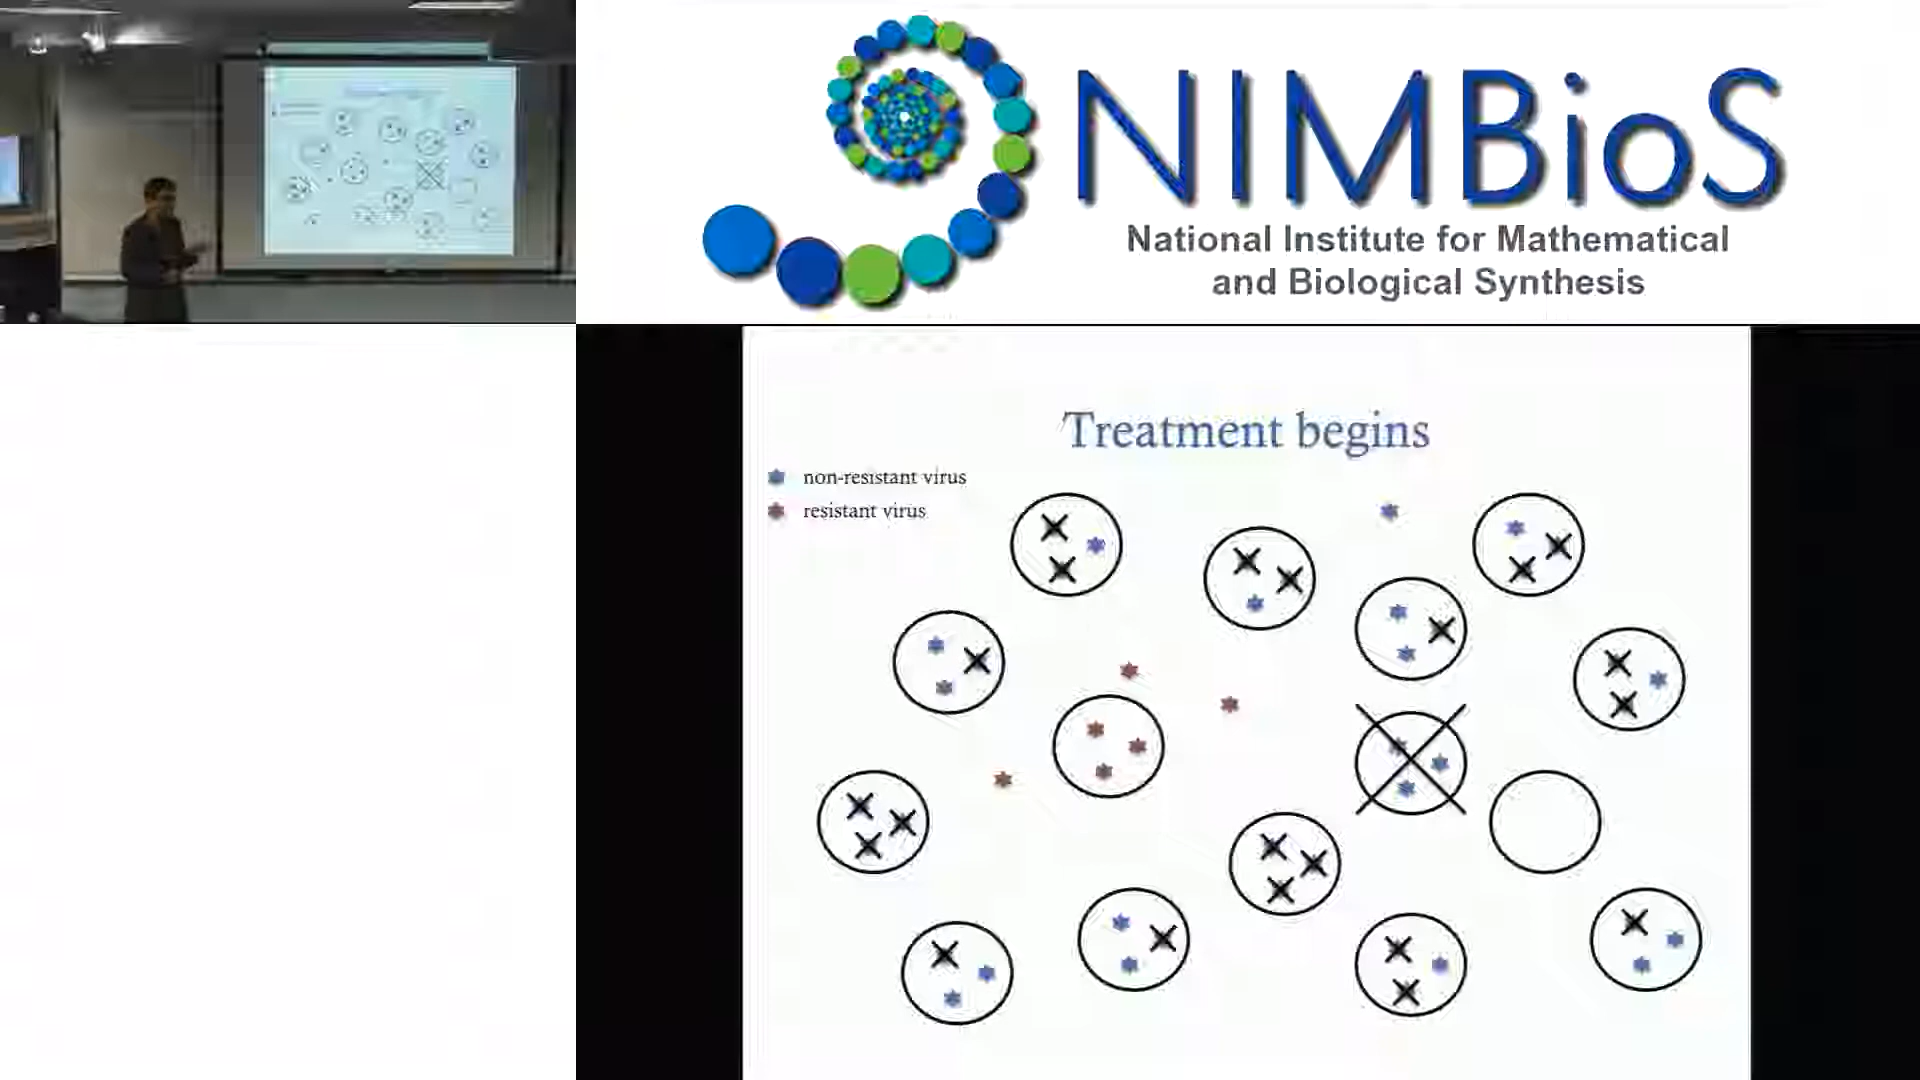 NIMBioS
National Institute for Mathematical
and Biological Synthesis
Treatment begins
non-resistant virus
resistant virus